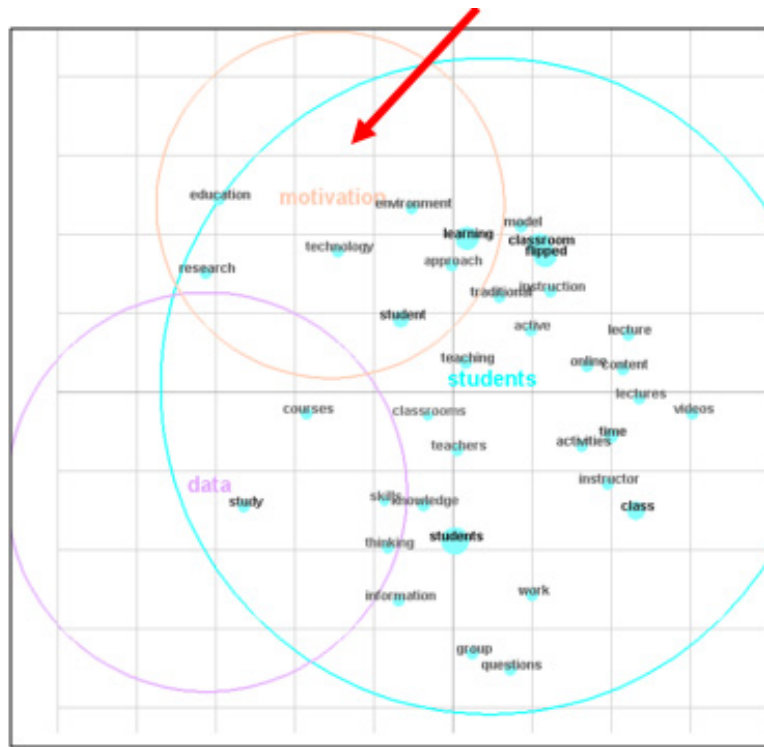 education
motivation
environment
model
learning
classroom
technology
flipped
approach
research
traditional
instruction
student
active
lecture
teaching
online
content
students
lectures
courses
classrooms
videos
time
teachers
activities
data
instructor
study
skills
knowledge
class
students
thinking
information
work
group
questions